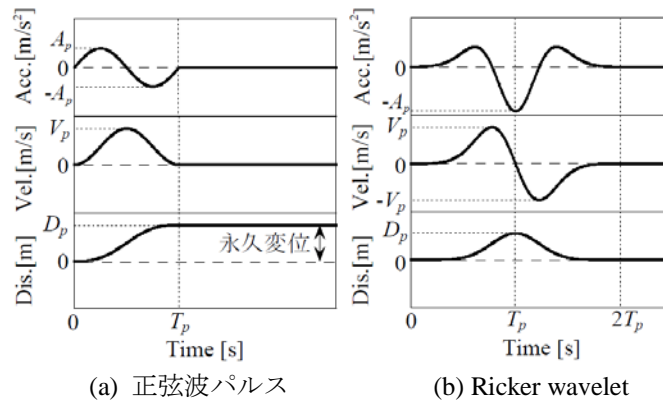 Acc.[m/s²]
A_p
0
-A_p
Vel.[m/s]
V_p
0
Dis.[m]
D_p
0
永久変位
0
T_p
Time [s]
(a) 正弦波パルス
Acc.[m/s²]
0
-A_p
Vel.[m/s]
V_p
0
-V_p
Dis.[m]
D_p
0
0
T_p
2T_p
Time [s]
(b) Ricker wavelet